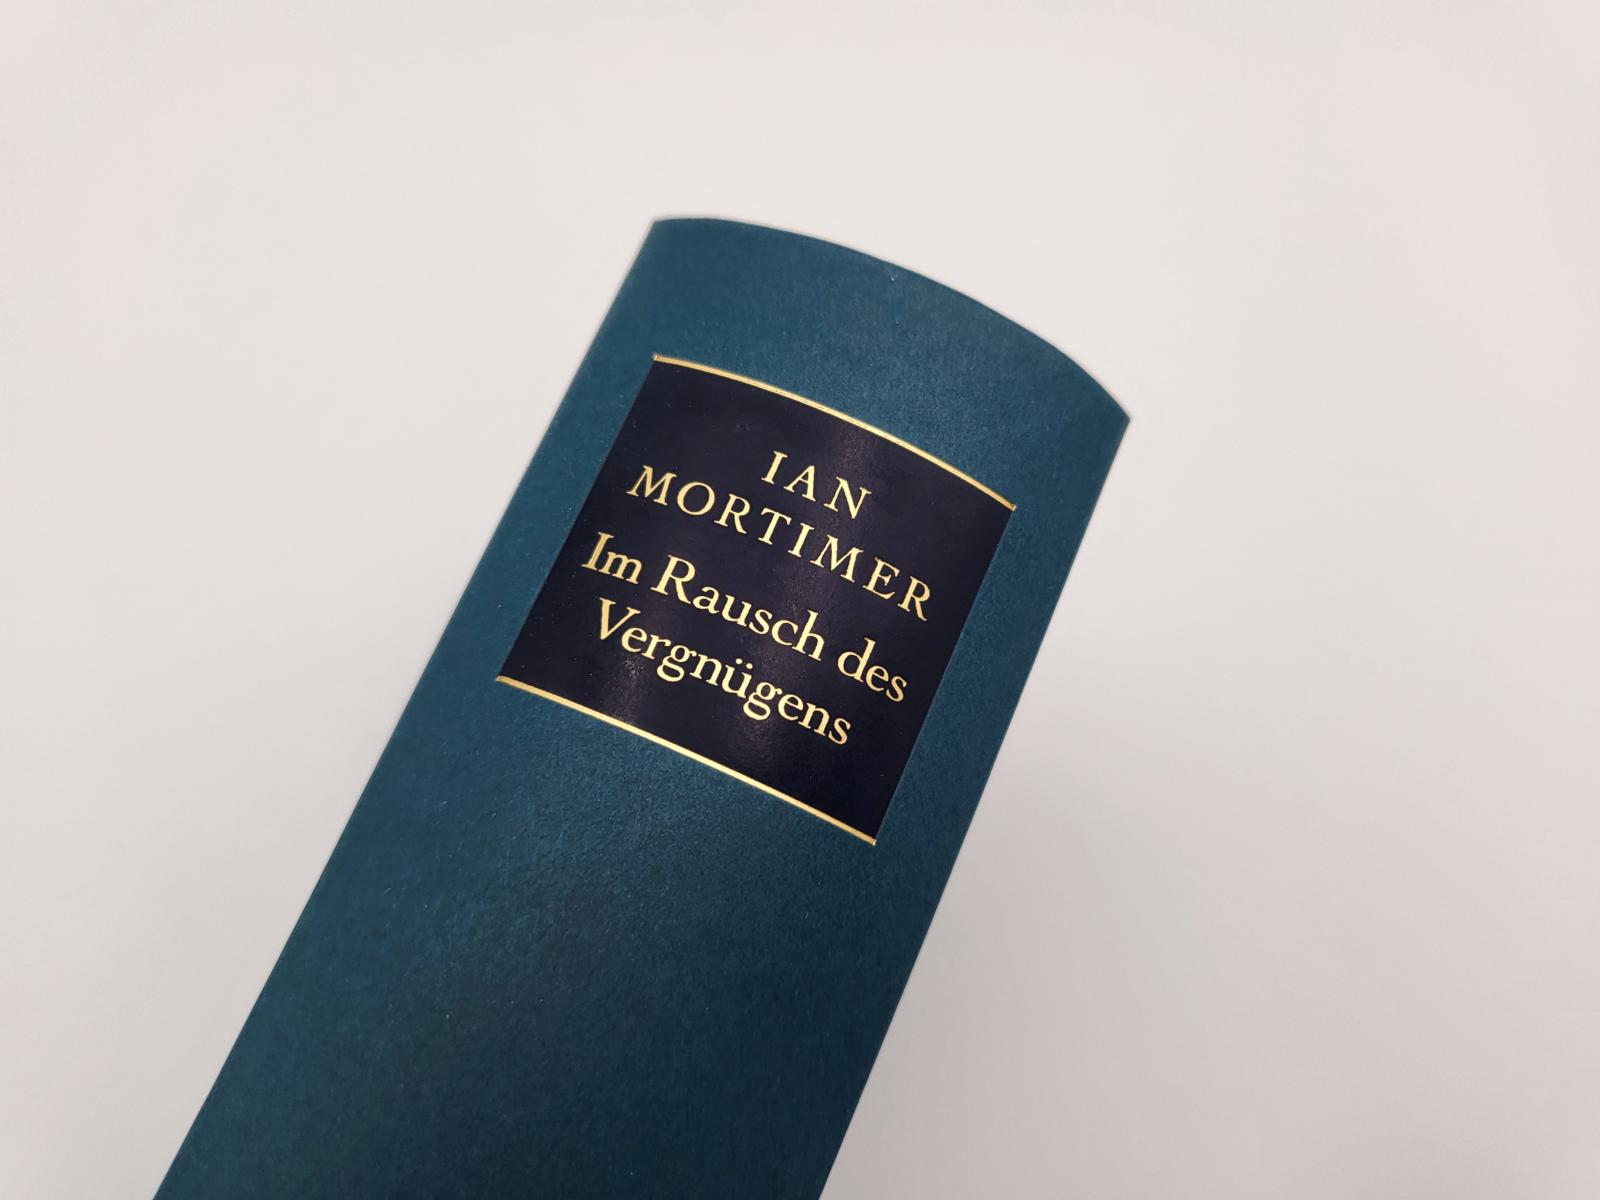 IAN
MORTIMER
Im Rausch des
Vergnügens